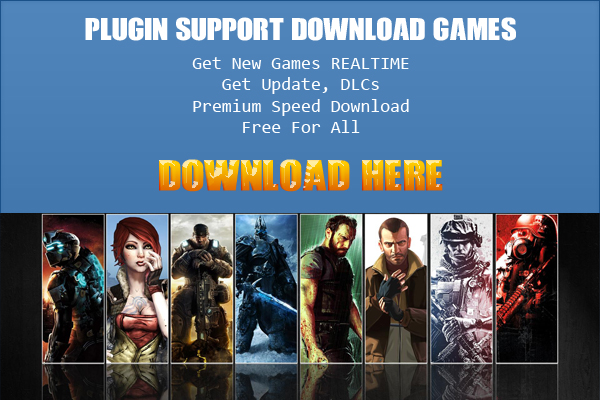 PLUGIN SUPPORT DOWNLOAD GAMES
Get New Games REALTIME
Get Update, DLCs
Premium Speed Download
Free For All
DOWNLOAD HERE